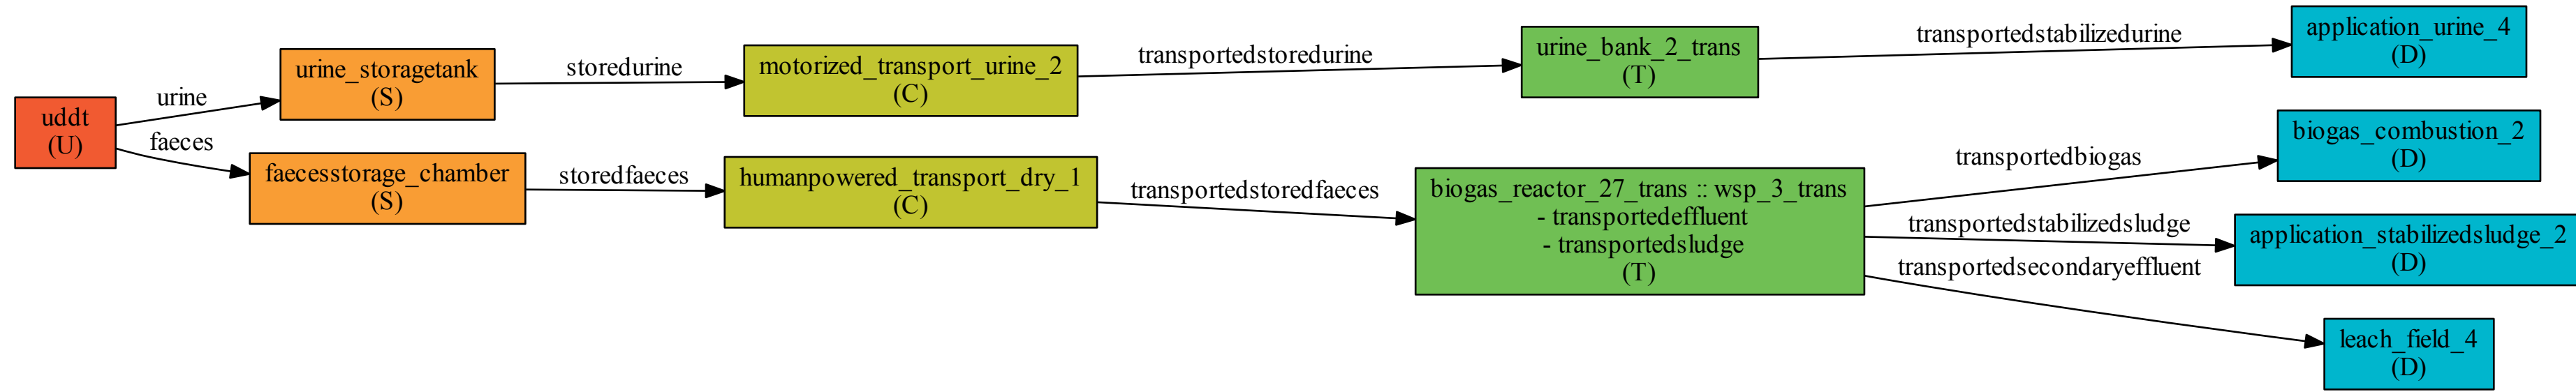 uddt
(U)
urine
faeces
urine_storagetank
(S)
faecesstorage_chamber
(S)
storedurine
storedfaeces
motorized_transport_urine_2
(C)
humanpowered_transport_dry_1
(C)
transportedstoredurine
transportedstoredfaeces
urine_bank_2_trans
(T)
biogas_reactor_27_trans :: wsp_3_trans
- transportedeffluent
- transportedsludge
(T)
transportedstabilizedurine
transportedbiogas
transportedstabilizedsludge
transportedsecondaryeffluent
application_urine_4
(D)
biogas_combustion_2
(D)
application_stabilizedsludge_2
(D)
leach_field_4
(D)